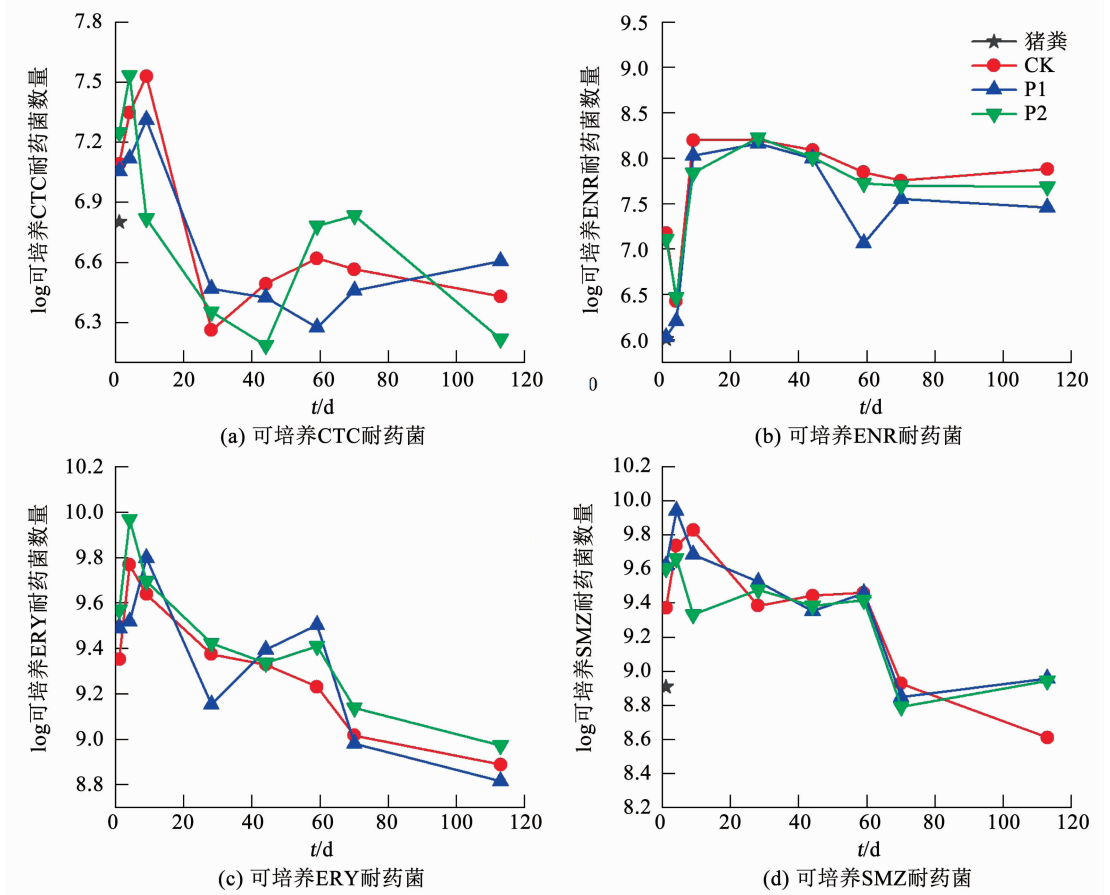 7.8
7.5
7.2
6.9
6.6
6.3
log可培养CTC耐药菌数量
0 20 40 60 80 100 120
t/d
(a) 可培养CTC耐药菌
9.5
9.0
8.5
8.0
7.5
7.0
6.5
6.0
0
log可培养ENR耐药菌数量
猪粪
CK
P1
P2
0 20 40 60 80 100 120
t/d
(b) 可培养ENR耐药菌
10.2
10.0
9.8
9.6
9.4
9.2
9.0
8.8
log可培养ERY耐药菌数量
0 20 40 60 80 100 120
t/d
(c) 可培养ERY耐药菌
10.2
10.0
9.8
9.6
9.4
9.2
9.0
8.8
8.6
8.4
8.2
log可培养SMZ耐药菌数量
0 20 40 60 80 100 120
t/d
(d) 可培养SMZ耐药菌